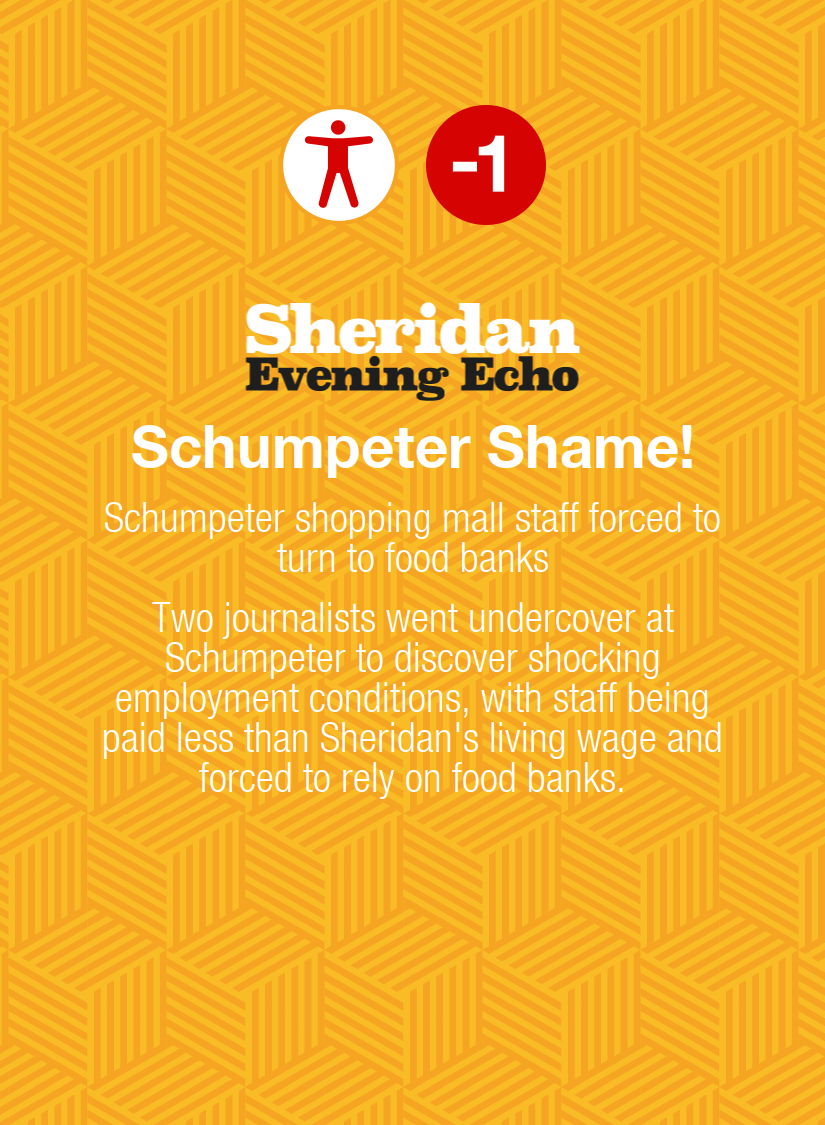 -1
Sheridan
Evening Echo
Schumpeter Shame!
Schumpeter shopping mall staff forced to
turn to food banks
Two journalists went undercover at
Schumpeter to discover shocking
employment conditions, with staff being
paid less than Sheridan's living wage and
forced to rely on food banks.